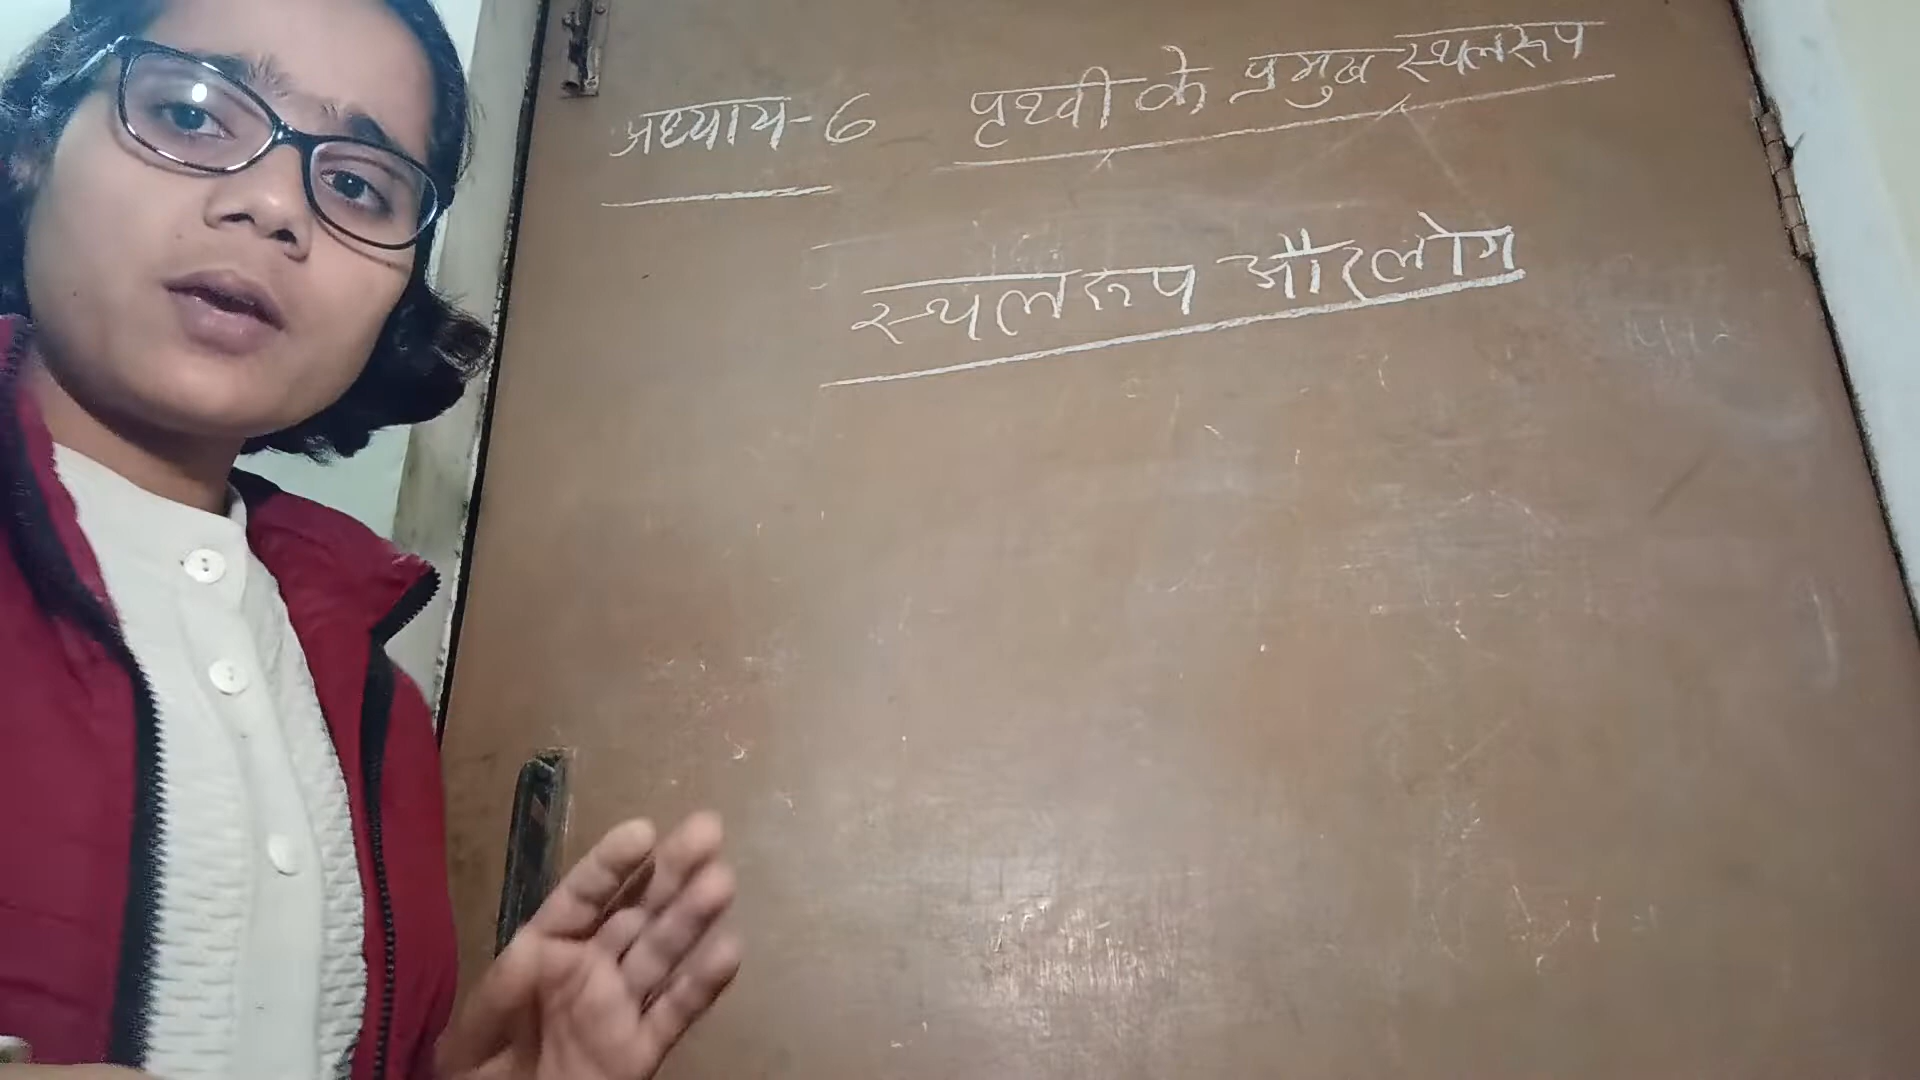 अध्याय-6 पृथ्वी के प्रमुख स्थलरूप
स्थलरूप और लोग